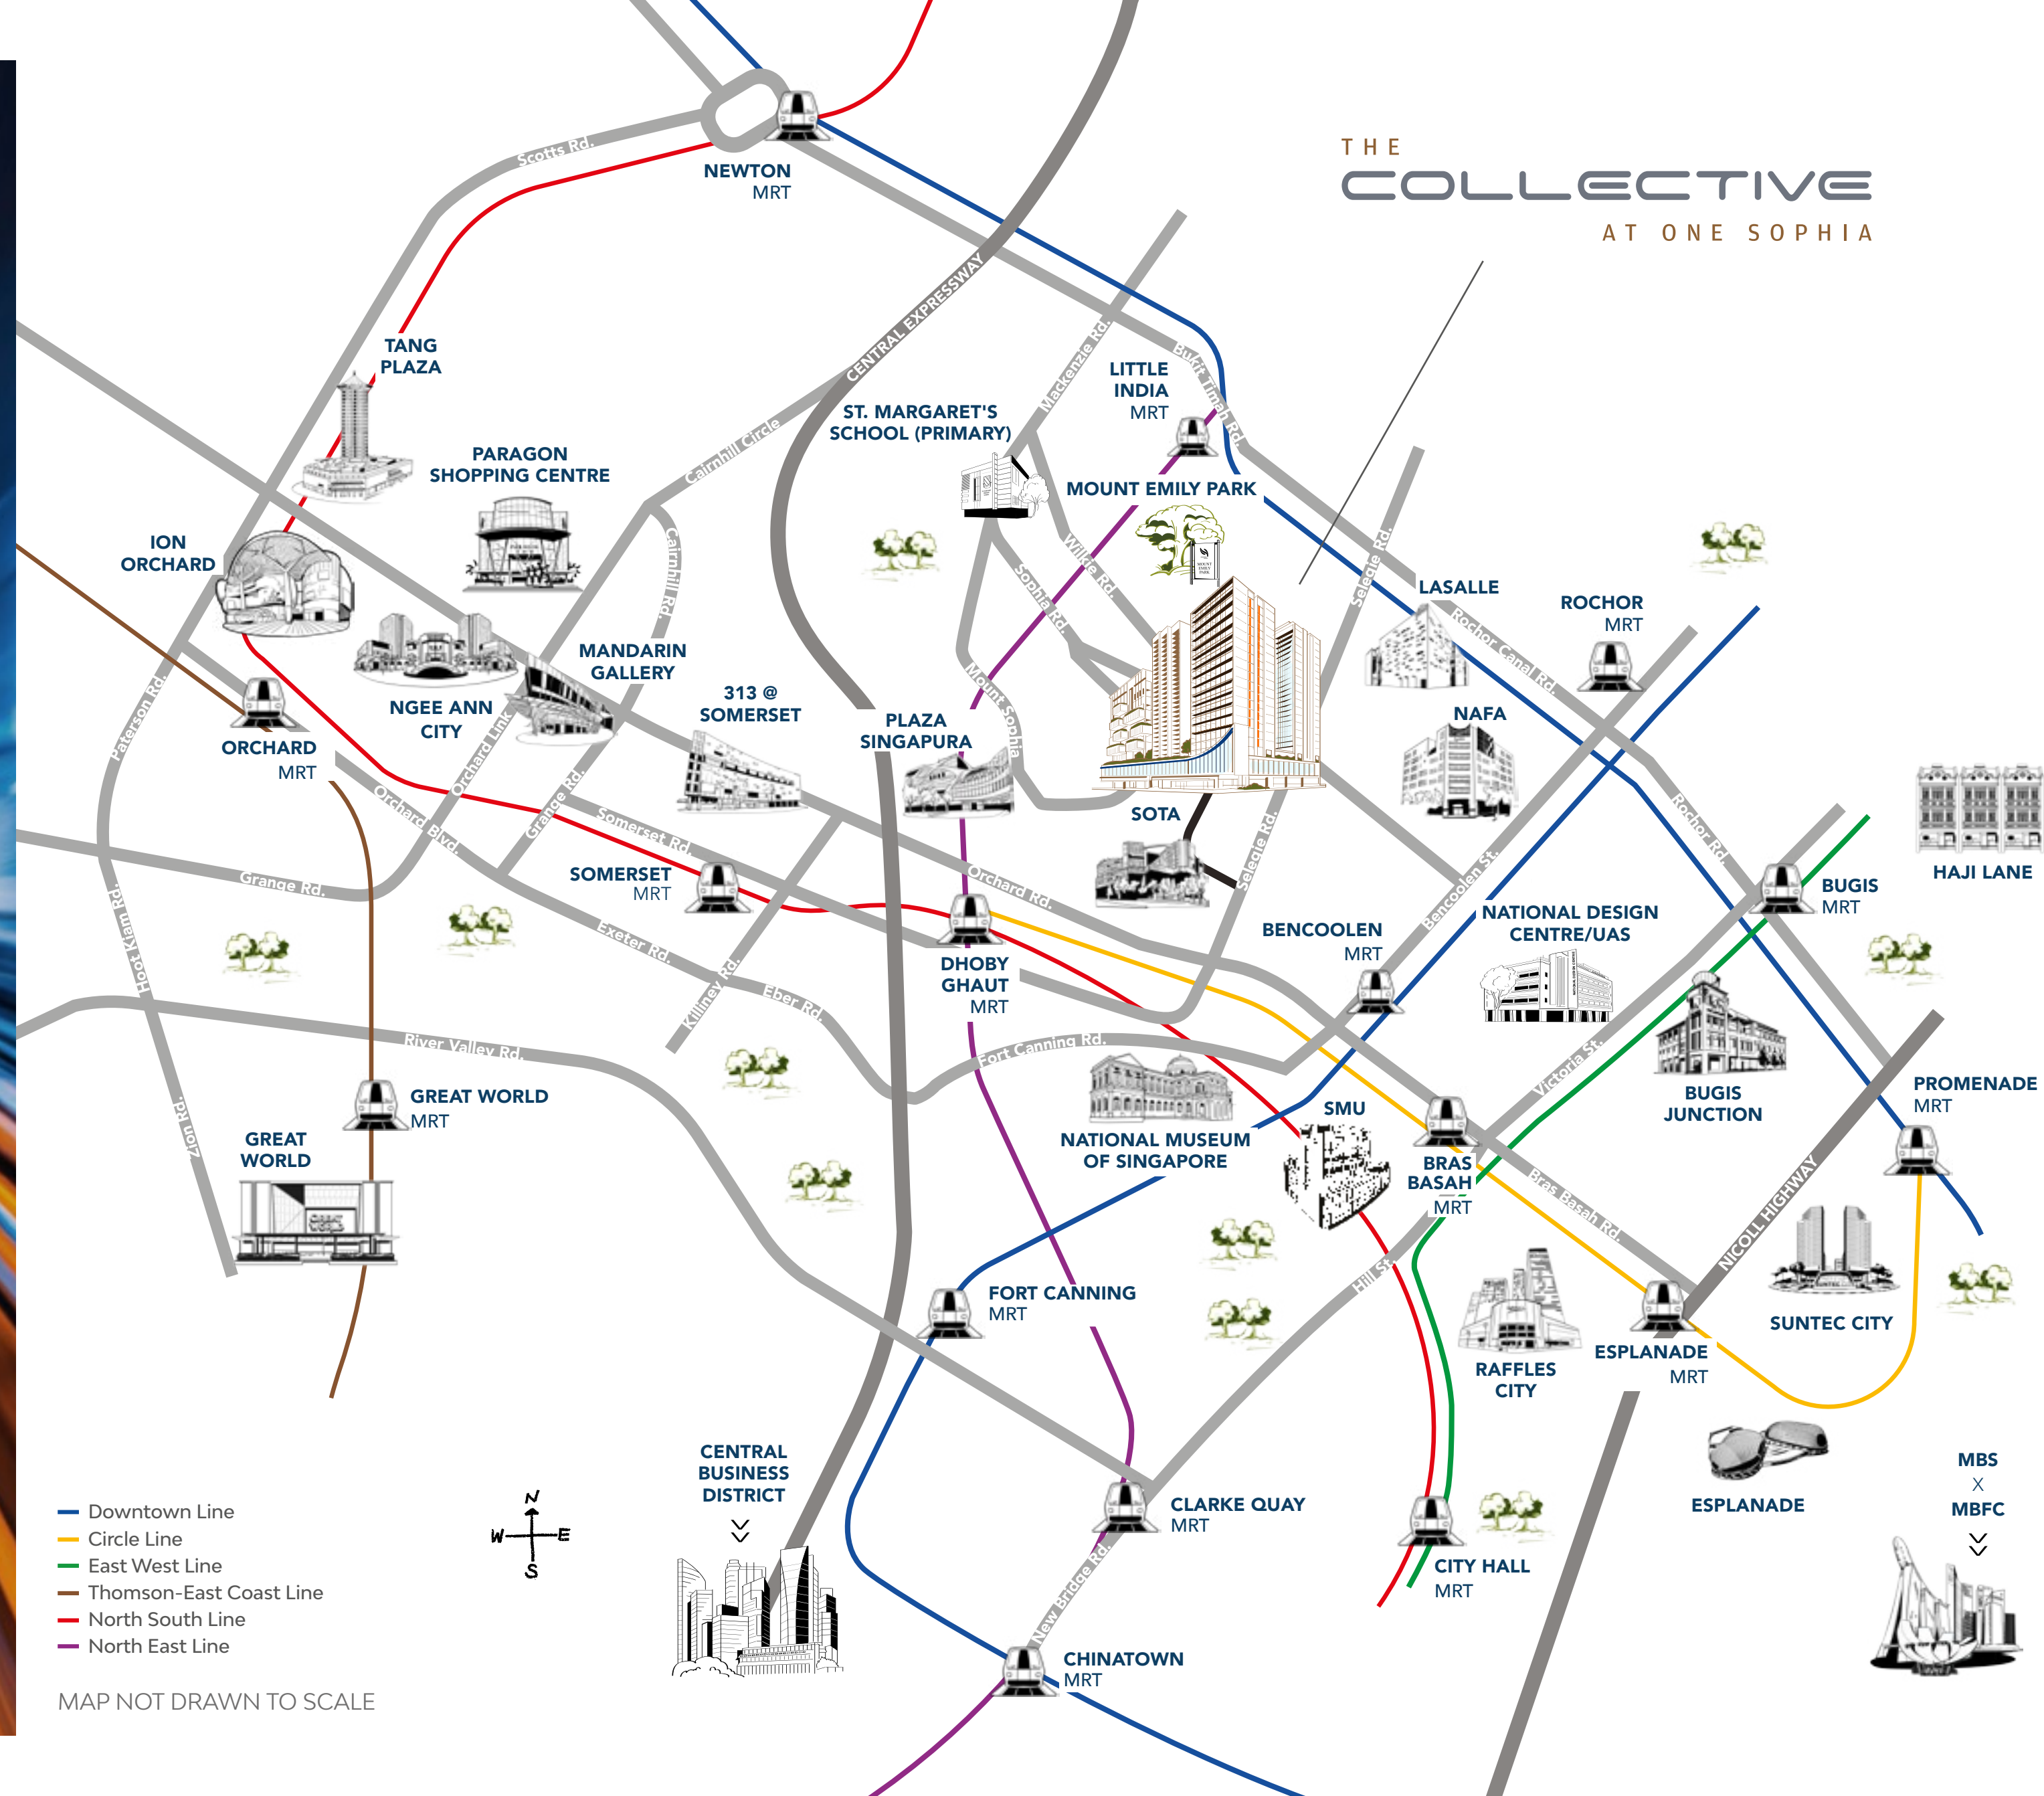 THE
COLLECTIVE
AT ONE SOPHIA
NEWTON
MRT
Scotts Rd.
CENTRAL EXPRESSWAY
Mackenzie Rd.
Bukit Timah Rd.
TANG
PLAZA
LITTLE
INDIA
MRT
ST. MARGARET'S
SCHOOL (PRIMARY)
Cairnhill Circle
PARAGON
SHOPPING CENTRE
PARAGON
MOUNT EMILY PARK
MOUNT
EMILY
PARK
ION
ORCHARD
Cairnhill Rd.
Wilkie Rd.
Sophia Rd.
Selegie Rd.
LASALLE
Rochor Canal Rd.
ROCHOR
MRT
MANDARIN
GALLERY
NGEE ANN
CITY
313 @
SOMERSET
PLAZA
SINGAPURA
Mount Sophia
NAFA
Paterson Rd.
ORCHARD
MRT
Orchard Link
Orchard Blvd.
Grange Rd.
Somerset Rd.
SOTA
Selegie Rd.
Rochor Rd.
HAJI LANE
SOMERSET
MRT
Grange Rd.
Orchard Rd.
Bencoolen St.
BUGIS
MRT
Hoot Kiam Rd.
Exeter Rd.
BENCOOLEN
MRT
NATIONAL DESIGN
CENTRE/UAS
DHOBY
GHAUT
MRT
Killiney Rd.
Eber Rd.
River Valley Rd.
Fort Canning Rd.
Victoria St.
BUGIS
JUNCTION
PROMENADE
MRT
GREAT WORLD
MRT
Zion Rd.
GREAT
WORLD
GREAT
WORLD
NATIONAL MUSEUM
OF SINGAPORE
SMU
BRAS
BASAH
MRT
Bras Basah Rd.
NICOLL HIGHWAY
Hill St.
SUNTEC
SUNTEC CITY
FORT CANNING
MRT
RAFFLES
CITY
ESPLANADE
MRT
CENTRAL
BUSINESS
DISTRICT
CLARKE QUAY
MRT
ESPLANADE
MBS
X
MBFC
CITY HALL
MRT
New Bridge Rd.
CHINATOWN
MRT
Downtown Line
Circle Line
East West Line
Thomson-East Coast Line
North South Line
North East Line
N
W E
S
MAP NOT DRAWN TO SCALE